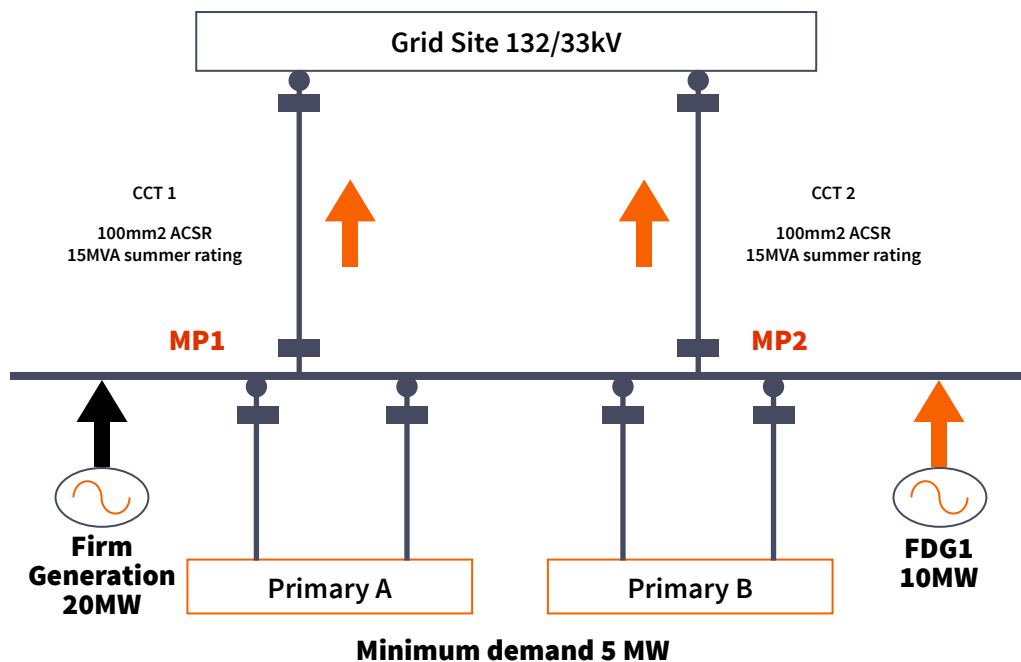 Grid Site 132/33kV
CCT 1
100mm2 ACSR
15MVA summer rating
CCT 2
100mm2 ACSR
15MVA summer rating
MP1
MP2
Firm
Generation
20MW
Primary A
Primary B
FDG1
10MW
Minimum demand 5 MW